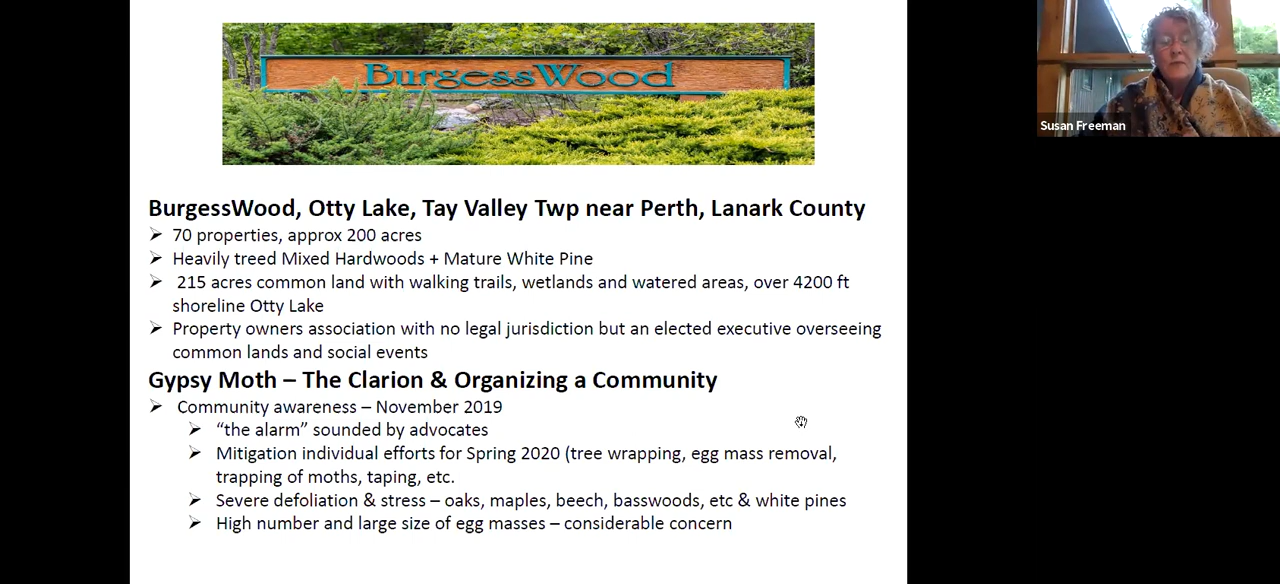 BurgessWood
Susan Freeman
BurgessWood, Otty Lake, Tay Valley Twp near Perth, Lanark County
➢ 70 properties, approx 200 acres
➢ Heavily treed Mixed Hardwoods + Mature White Pine
➢ 215 acres common land with walking trails, wetlands and watered areas, over 4200 ft
shoreline Otty Lake
➢ Property owners association with no legal jurisdiction but an elected executive overseeing
common lands and social events
Gypsy Moth – The Clarion & Organizing a Community
➢ Community awareness – November 2019
➢ “the alarm” sounded by advocates
➢ Mitigation individual efforts for Spring 2020 (tree wrapping, egg mass removal,
trapping of moths, taping, etc.
➢ Severe defoliation & stress – oaks, maples, beech, basswoods, etc & white pines
➢ High number and large size of egg masses – considerable concern